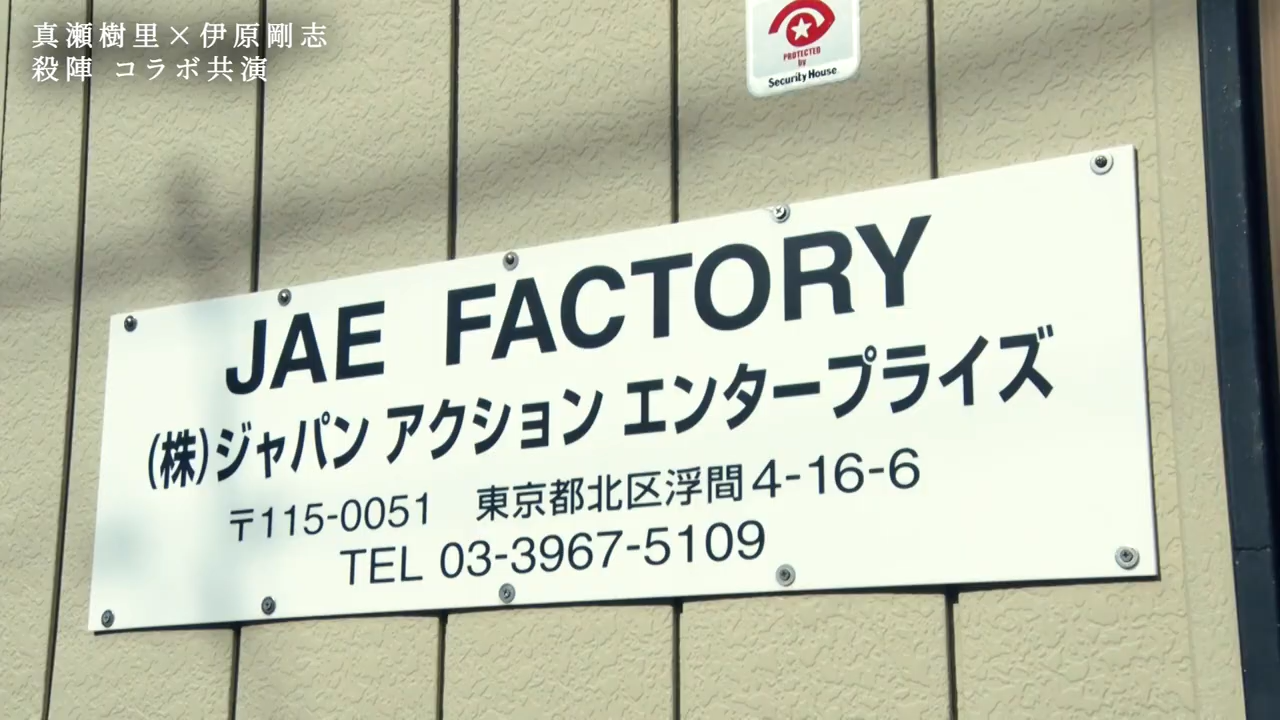 真瀬樹里×伊原剛志
殺陣 コラボ共演
PROTECTED
by
Security House
JAE FACTORY
(株)ジャパン アクション エンタープライズ
〒115-0051 東京都北区浮間4-16-6
TEL 03-3967-5109